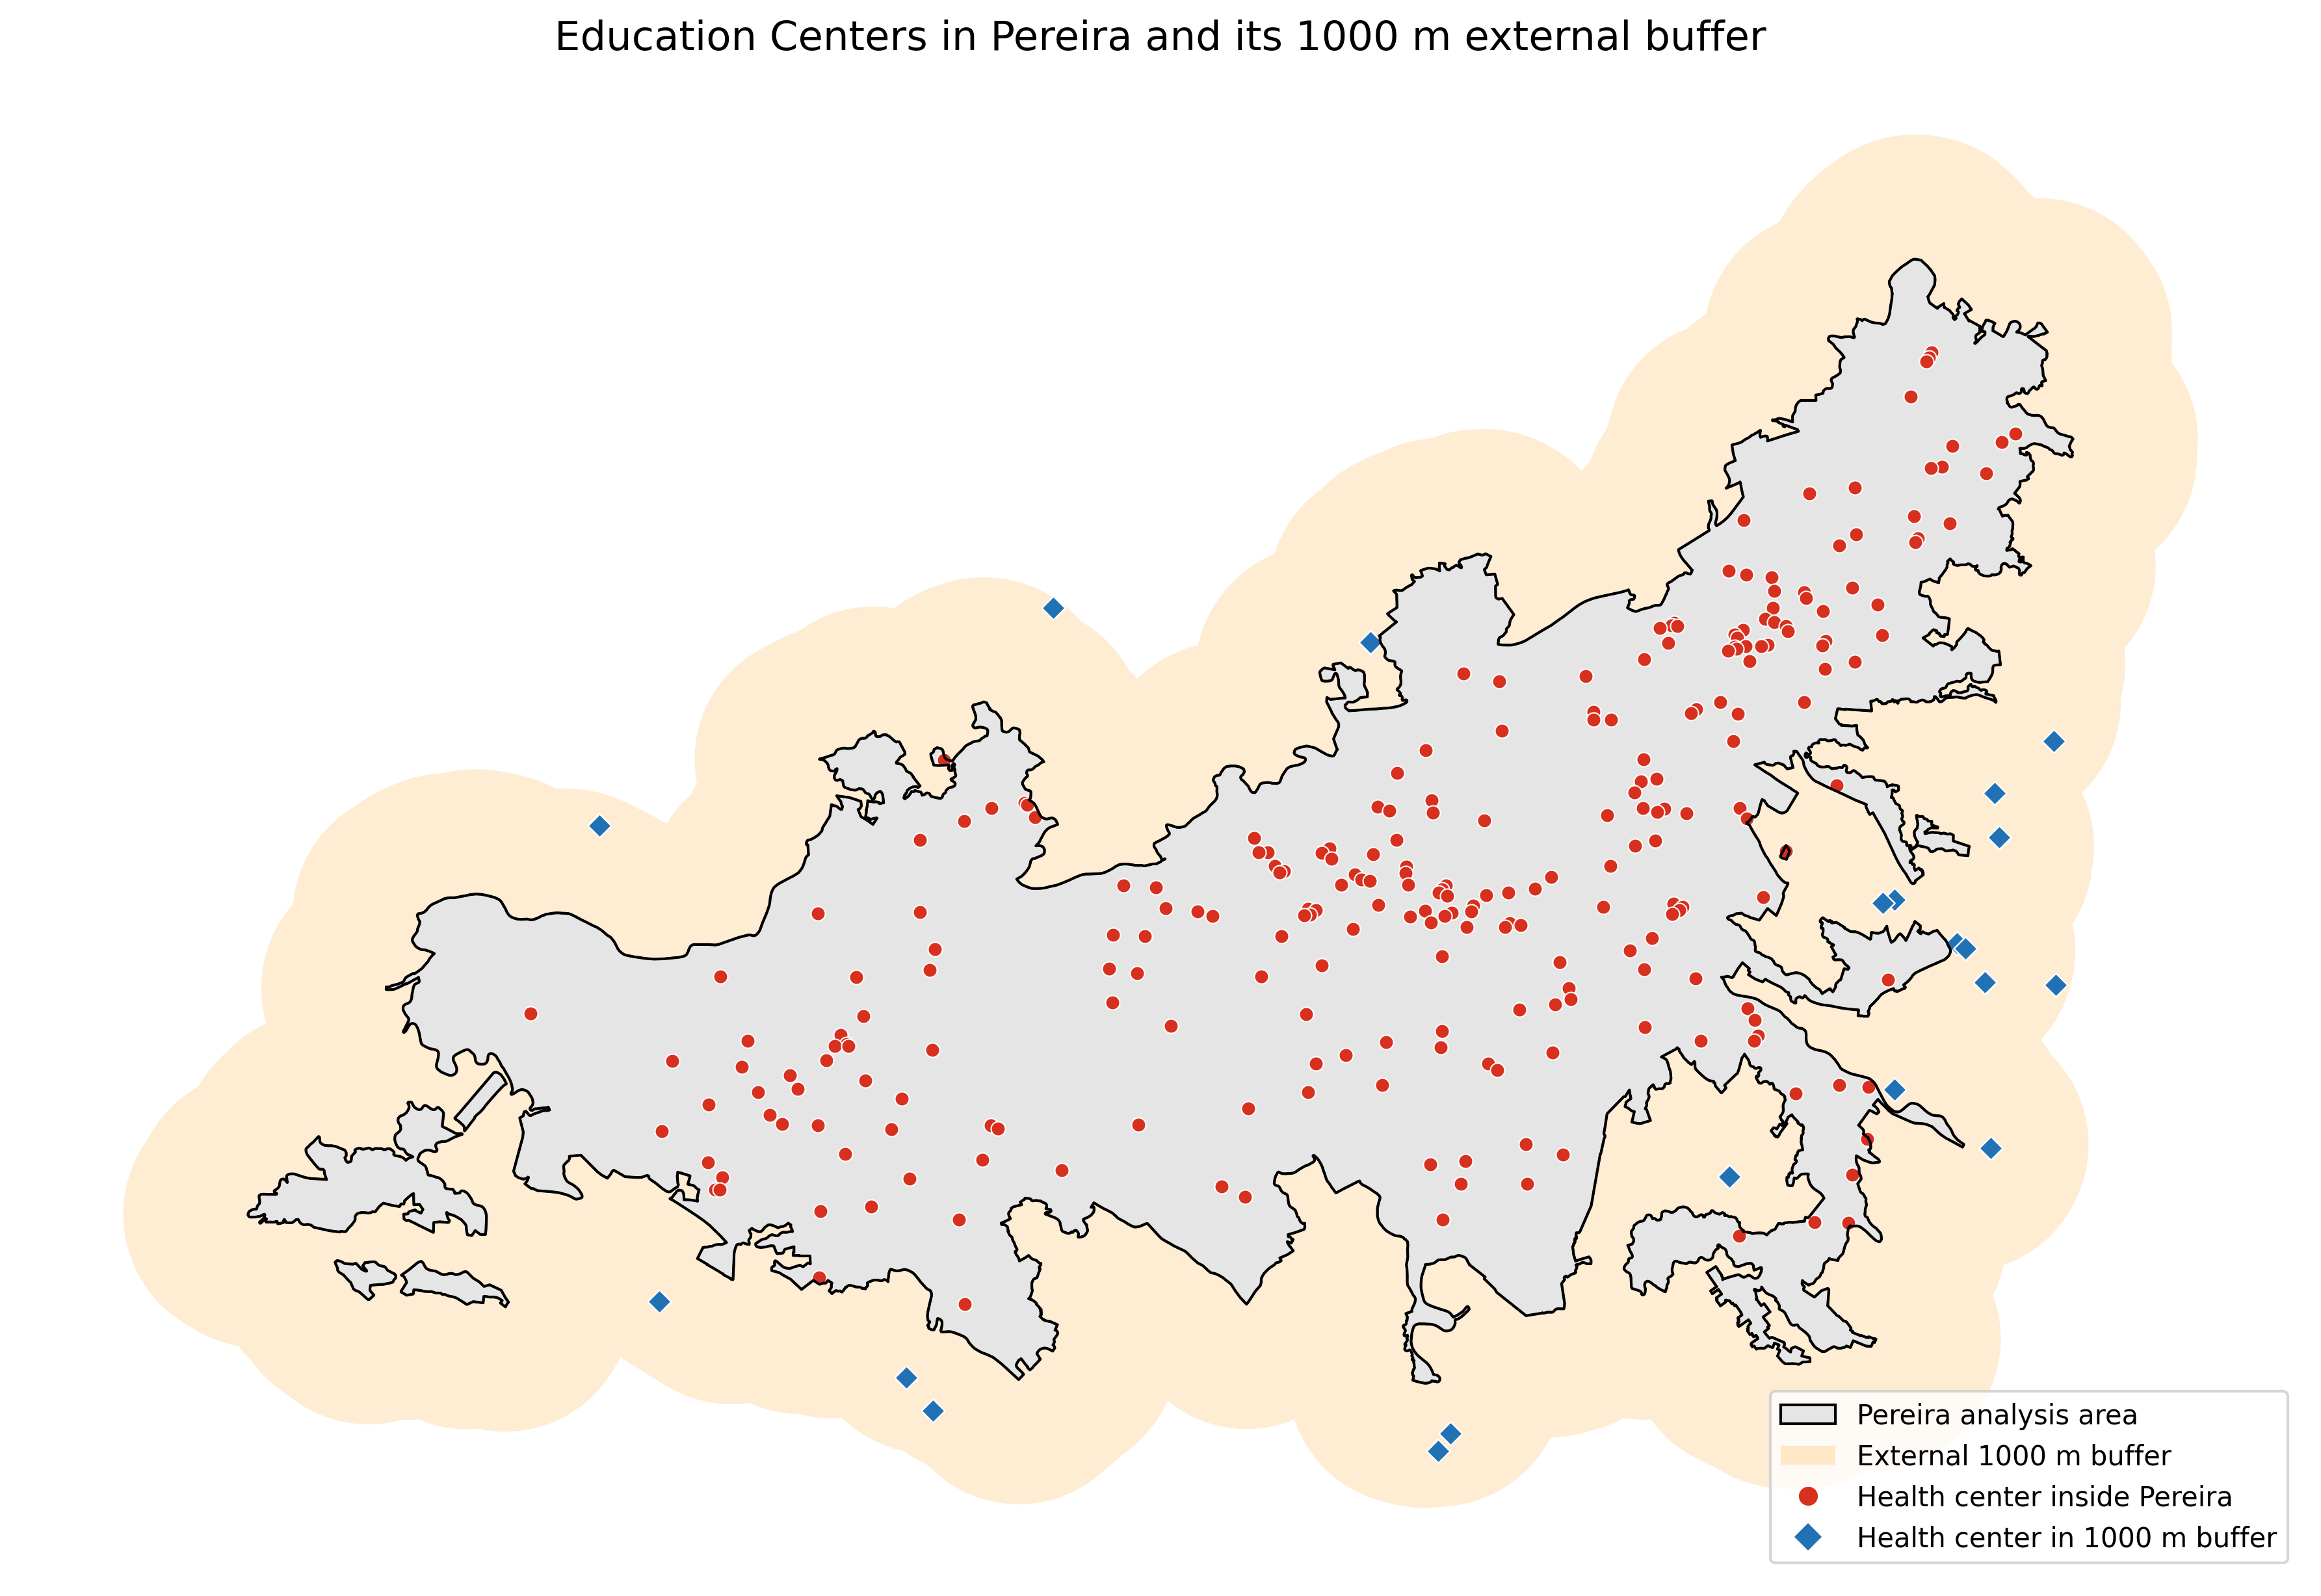 Education Centers in Pereira and its 1000 m external buffer
Pereira analysis area
External 1000 m buffer
Health center inside Pereira
Health center in 1000 m buffer